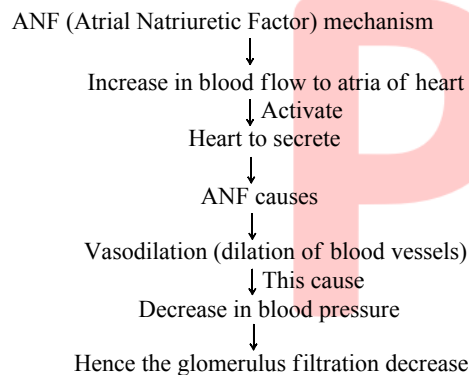 ANF (Atrial Natriuretic Factor) mechanism
Increase in blood flow to atria of heart
Activate
Heart to secrete
ANF causes
Vasodilation (dilation of blood vessels)
This cause
Decrease in blood pressure
Hence the glomerulus filtration decrease